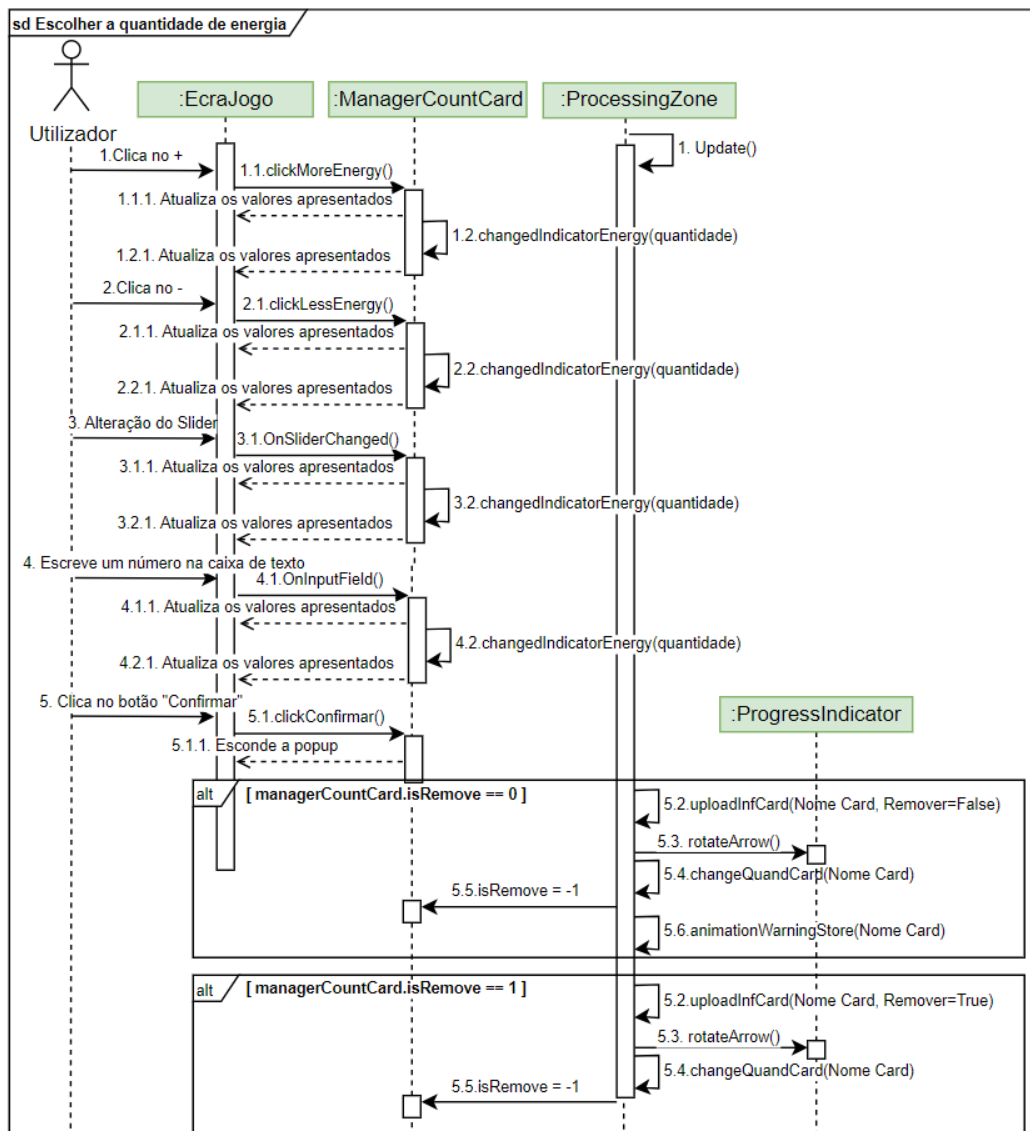 sd Escolher a quantidade de energia
:EcraJogo
:ManagerCountCard
:ProcessingZone
Utilizador
1. Update()
1.Clica no +
1.1.clickMoreEnergy()
1.1.1. Atualiza os valores apresentados
1.2.changedIndicatorEnergy(quantidade)
1.2.1. Atualiza os valores apresentados
2.Clica no -
2.1.clickLessEnergy()
2.1.1. Atualiza os valores apresentados
2.2.changedIndicatorEnergy(quantidade)
2.2.1. Atualiza os valores apresentados
3. Alteração do Slider
3.1.OnSliderChanged()
3.1.1. Atualiza os valores apresentados
3.2.changedIndicatorEnergy(quantidade)
3.2.1. Atualiza os valores apresentados
4. Escreve um número na caixa de texto
4.1.OnInputField()
4.1.1. Atualiza os valores apresentados
4.2.changedIndicatorEnergy(quantidade)
4.2.1. Atualiza os valores apresentados
5. Clica no botão "Confirmar"
5.1.clickConfirmar()
:ProgressIndicator
5.1.1. Esconde a popup
alt
[ managerCountCard.isRemove == 0 ]
5.2.uploadInfCard(Nome Card, Remover=False)
5.3. rotateArrow()
5.4.changeQuandCard(Nome Card)
5.5.isRemove = -1
5.6.animationWarningStore(Nome Card)
alt
[ managerCountCard.isRemove == 1 ]
5.2.uploadInfCard(Nome Card, Remover=True)
5.3. rotateArrow()
5.4.changeQuandCard(Nome Card)
5.5.isRemove = -1